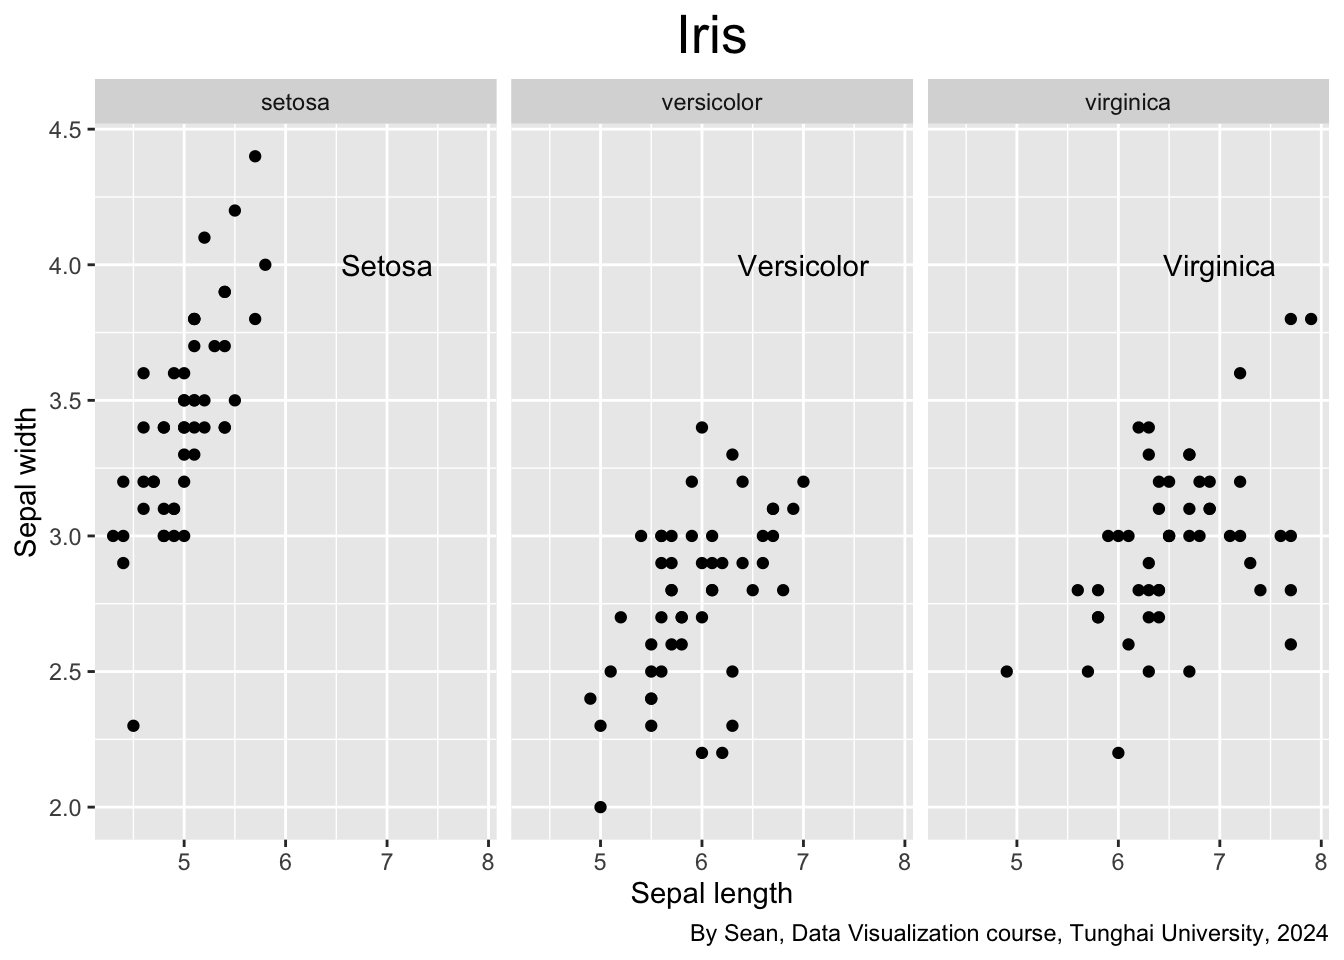 Iris
setosa
versicolor
virginica
4.5
4.0
3.5
3.0
2.5
2.0
Sepal width
Setosa
Versicolor
Virginica
5 6 7 8
5 6 7 8
5 6 7 8
Sepal length
By Sean, Data Visualization course, Tunghai University, 2024